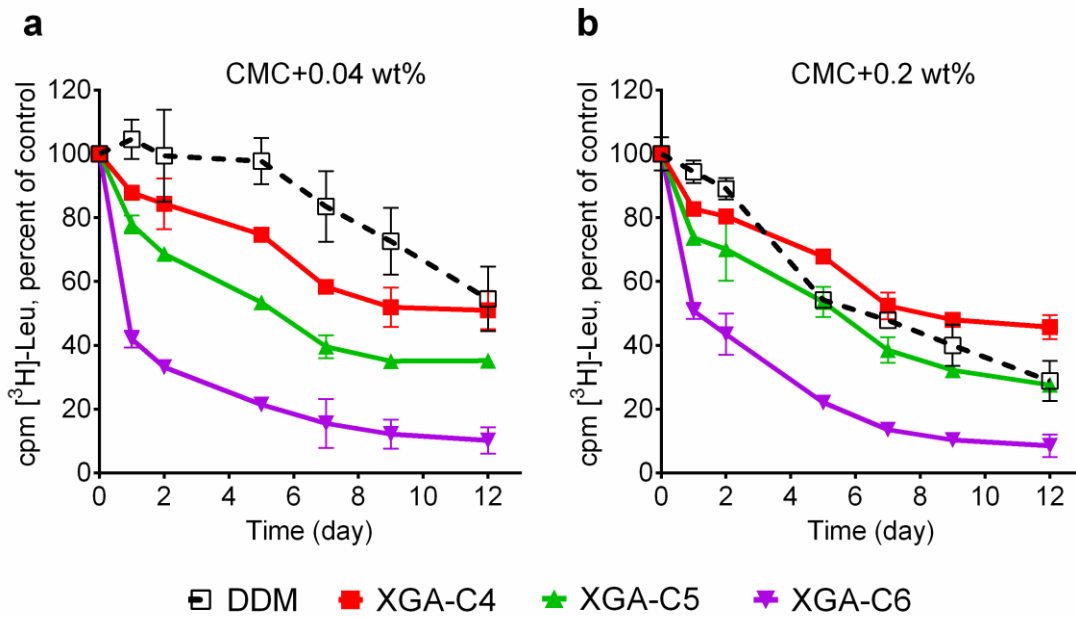 a
CMC+0.04 wt%
cpm [³H]-Leu, percent of control
120
100
80
60
40
20
0
0 2 4 6 8 10 12
Time (day)
b
CMC+0.2 wt%
cpm [³H]-Leu, percent of control
120
100
80
60
40
20
0
0 2 4 6 8 10 12
Time (day)
DDM XGA-C4 XGA-C5 XGA-C6